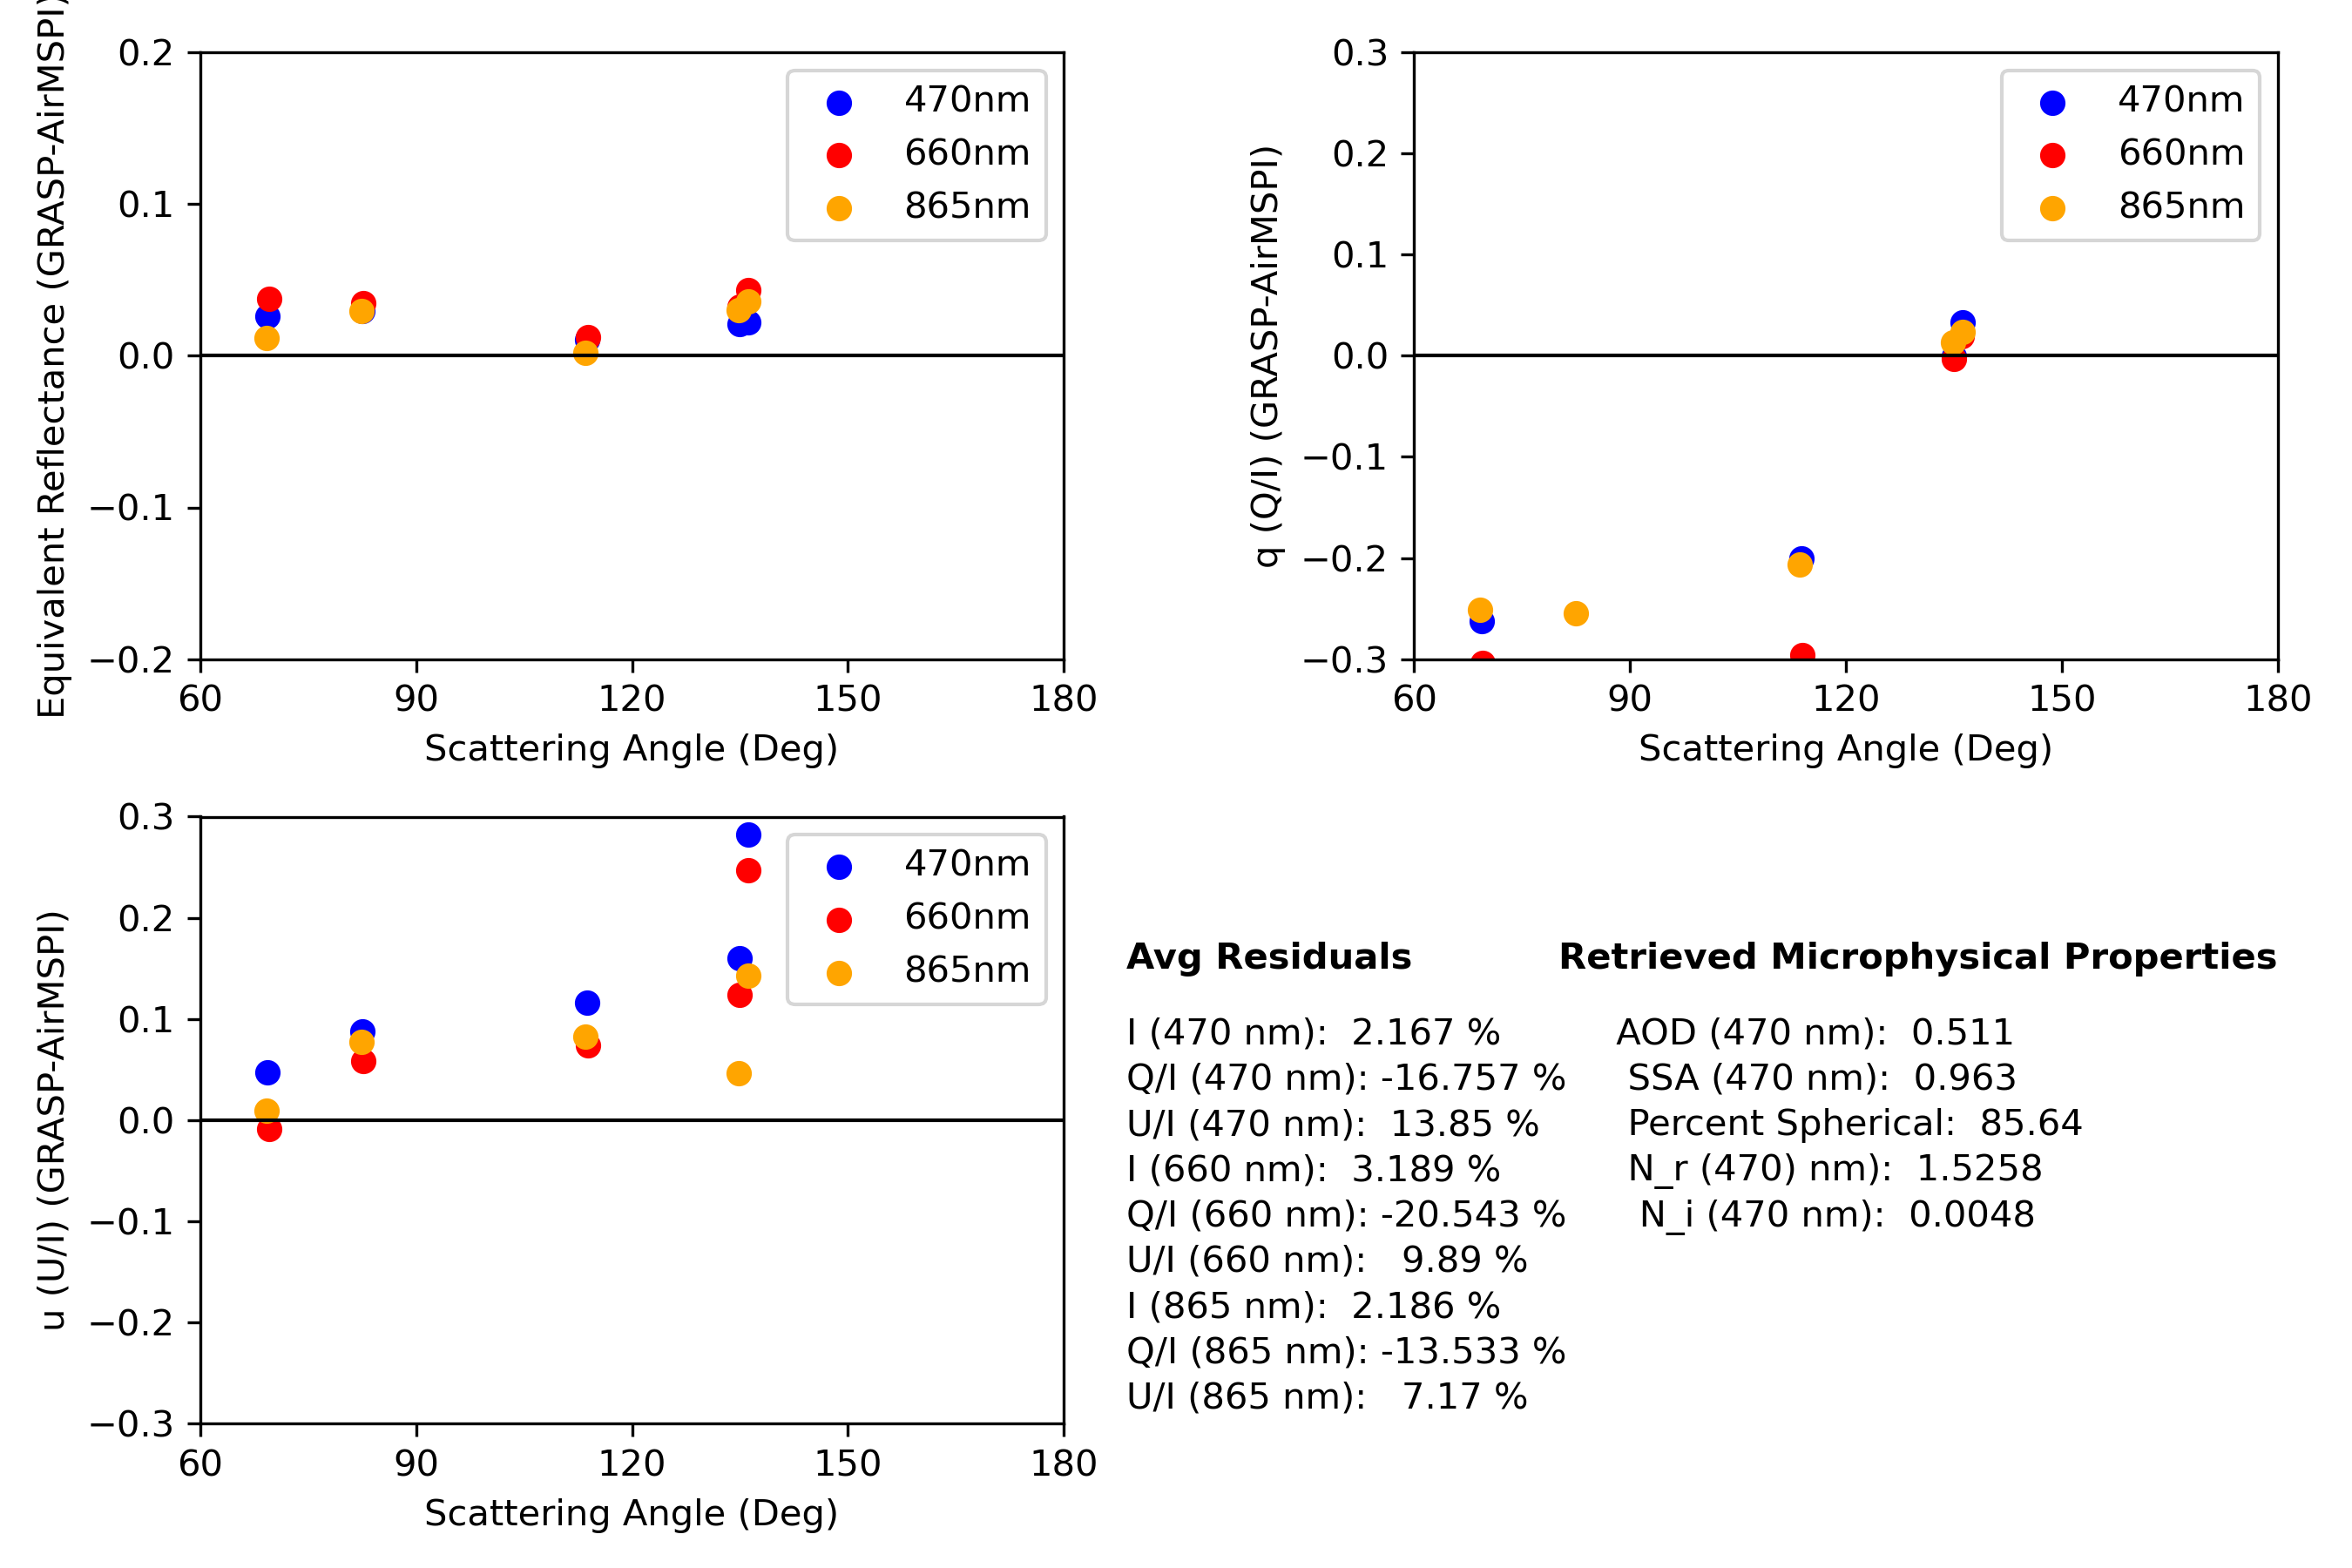 Equivalent Reflectance (GRASP-AirMSPI)
0.2
0.1
0.0
−0.1
−0.2
60 90 120 150 180
Scattering Angle (Deg)
470nm
660nm
865nm
q (Q/I) (GRASP-AirMSPI)
0.3
0.2
0.1
0.0
−0.1
−0.2
−0.3
60 90 120 150 180
Scattering Angle (Deg)
470nm
660nm
865nm
u (U/I) (GRASP-AirMSPI)
0.3
0.2
0.1
0.0
−0.1
−0.2
−0.3
60 90 120 150 180
Scattering Angle (Deg)
470nm
660nm
865nm
Avg Residuals
I (470 nm): 2.167 %
Q/I (470 nm): -16.757 %
U/I (470 nm): 13.85 %
I (660 nm): 3.189 %
Q/I (660 nm): -20.543 %
U/I (660 nm): 9.89 %
I (865 nm): 2.186 %
Q/I (865 nm): -13.533 %
U/I (865 nm): 7.17 %
Retrieved Microphysical Properties
AOD (470 nm): 0.511
SSA (470 nm): 0.963
Percent Spherical: 85.64
N_r (470) nm): 1.5258
N_i (470 nm): 0.0048